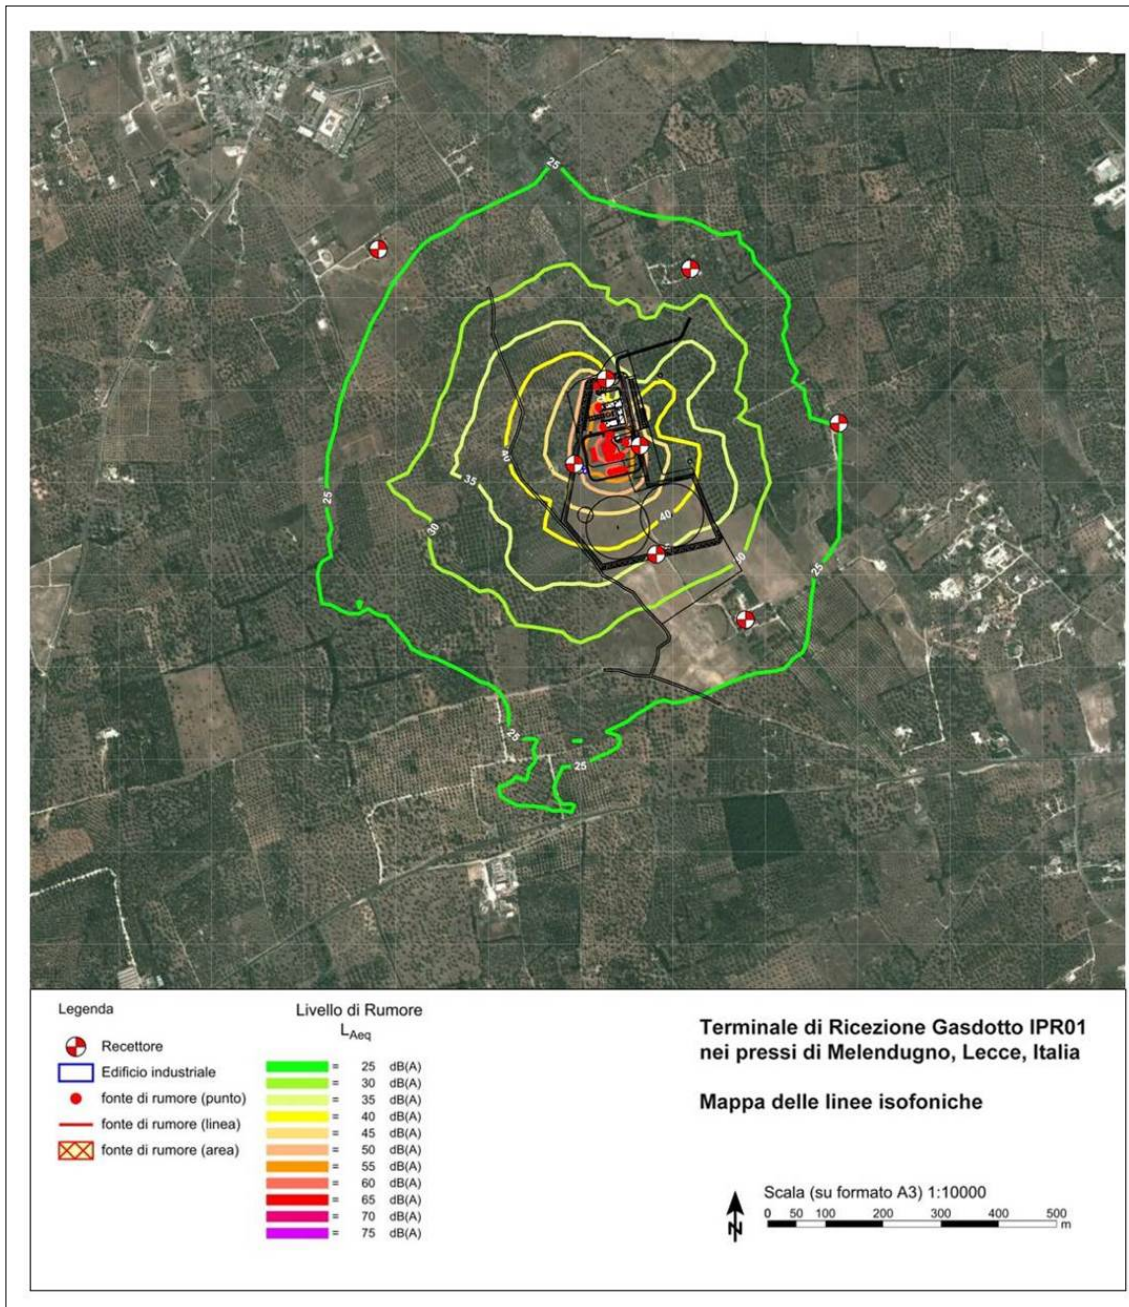 25
30
35
40
25
30
35
40
25
30
25
25
Legenda
Recettore
Edificio industriale
fonte di rumore (punto)
fonte di rumore (linea)
fonte di rumore (area)
Livello di Rumore
LAeq
= 25 dB(A)
= 30 dB(A)
= 35 dB(A)
= 40 dB(A)
= 45 dB(A)
= 50 dB(A)
= 55 dB(A)
= 60 dB(A)
= 65 dB(A)
= 70 dB(A)
= 75 dB(A)
Terminale di Ricezione Gasdotto IPR01
nei pressi di Melendugno, Lecce, Italia
Mappa delle linee isofoniche
N
Scala (su formato A3) 1:10000
0 50 100 200 300 400 500
m